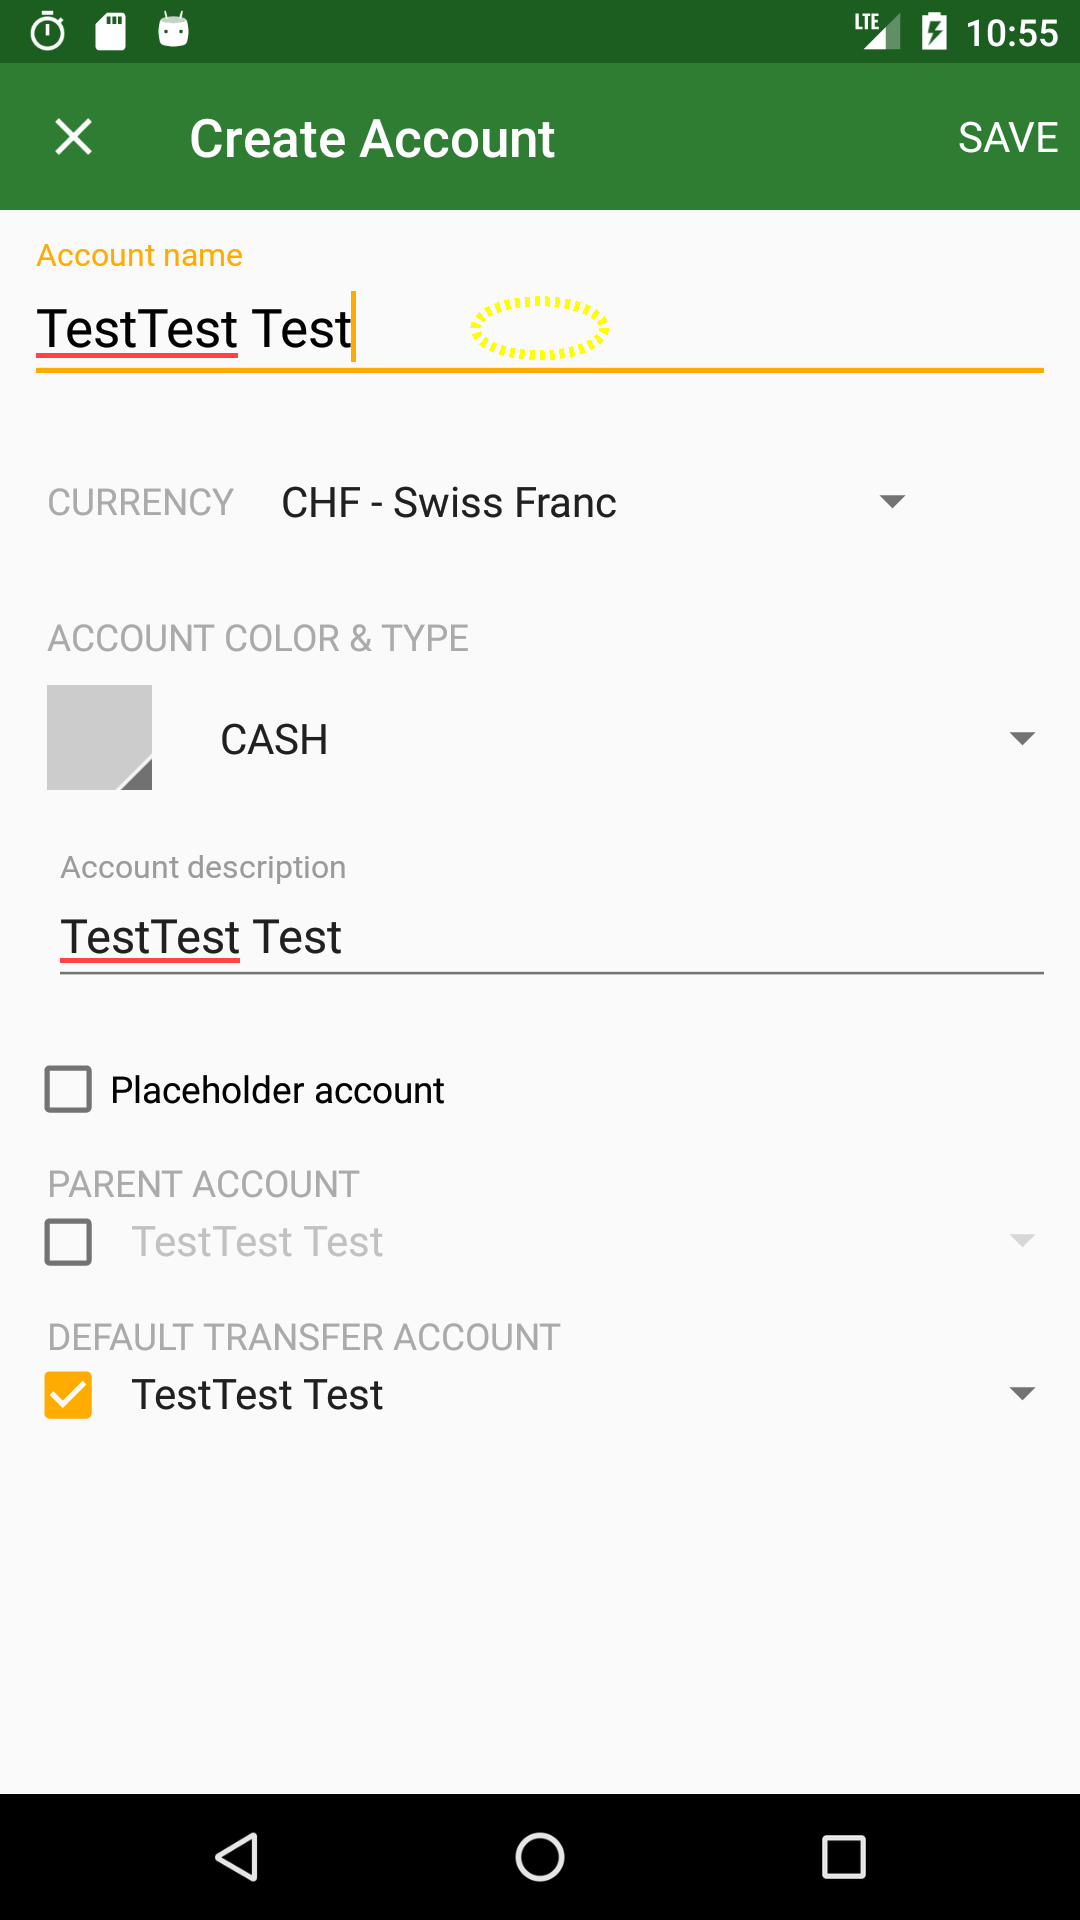 LTE 10:55
Create Account SAVE
Account name
TestTest Test
CURRENCY CHF - Swiss Franc
ACCOUNT COLOR & TYPE
CASH
Account description
TestTest Test
Placeholder account
PARENT ACCOUNT
TestTest Test
DEFAULT TRANSFER ACCOUNT
TestTest Test